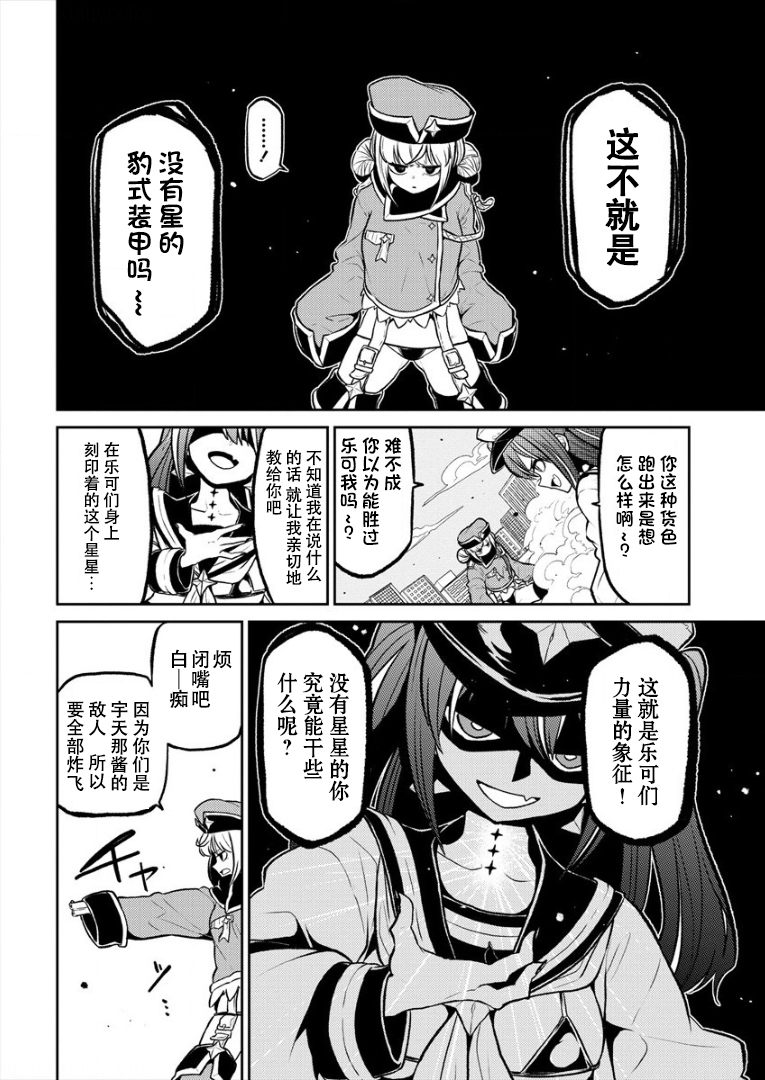 这不就是
……
没有星的
豹式装甲吗~
你这种货色
跑出来是想
怎么样啊~?
难不成
你以为能胜过
乐可我吗~?
不知道我在说什么
的话 就让我亲切地
教给你吧
在乐可们身上
刻印着的这个星星…
这就是乐可们
力量的象征!
没有星星的你
究竟能干些
什么呢?
烦
闭嘴吧
白—痴
因为你们是
宇天那酱的
敌人 所以
要全部炸飞
チャ